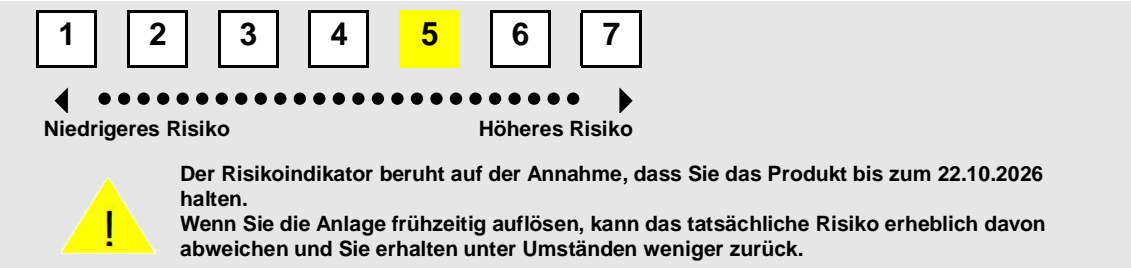 1 2 3 4 5 6 7
Niedrigeres Risiko Höheres Risiko
Der Risikoindikator beruht auf der Annahme, dass Sie das Produkt bis zum 22.10.2026
halten.
Wenn Sie die Anlage frühzeitig auflösen, kann das tatsächliche Risiko erheblich davon
abweichen und Sie erhalten unter Umständen weniger zurück.
!